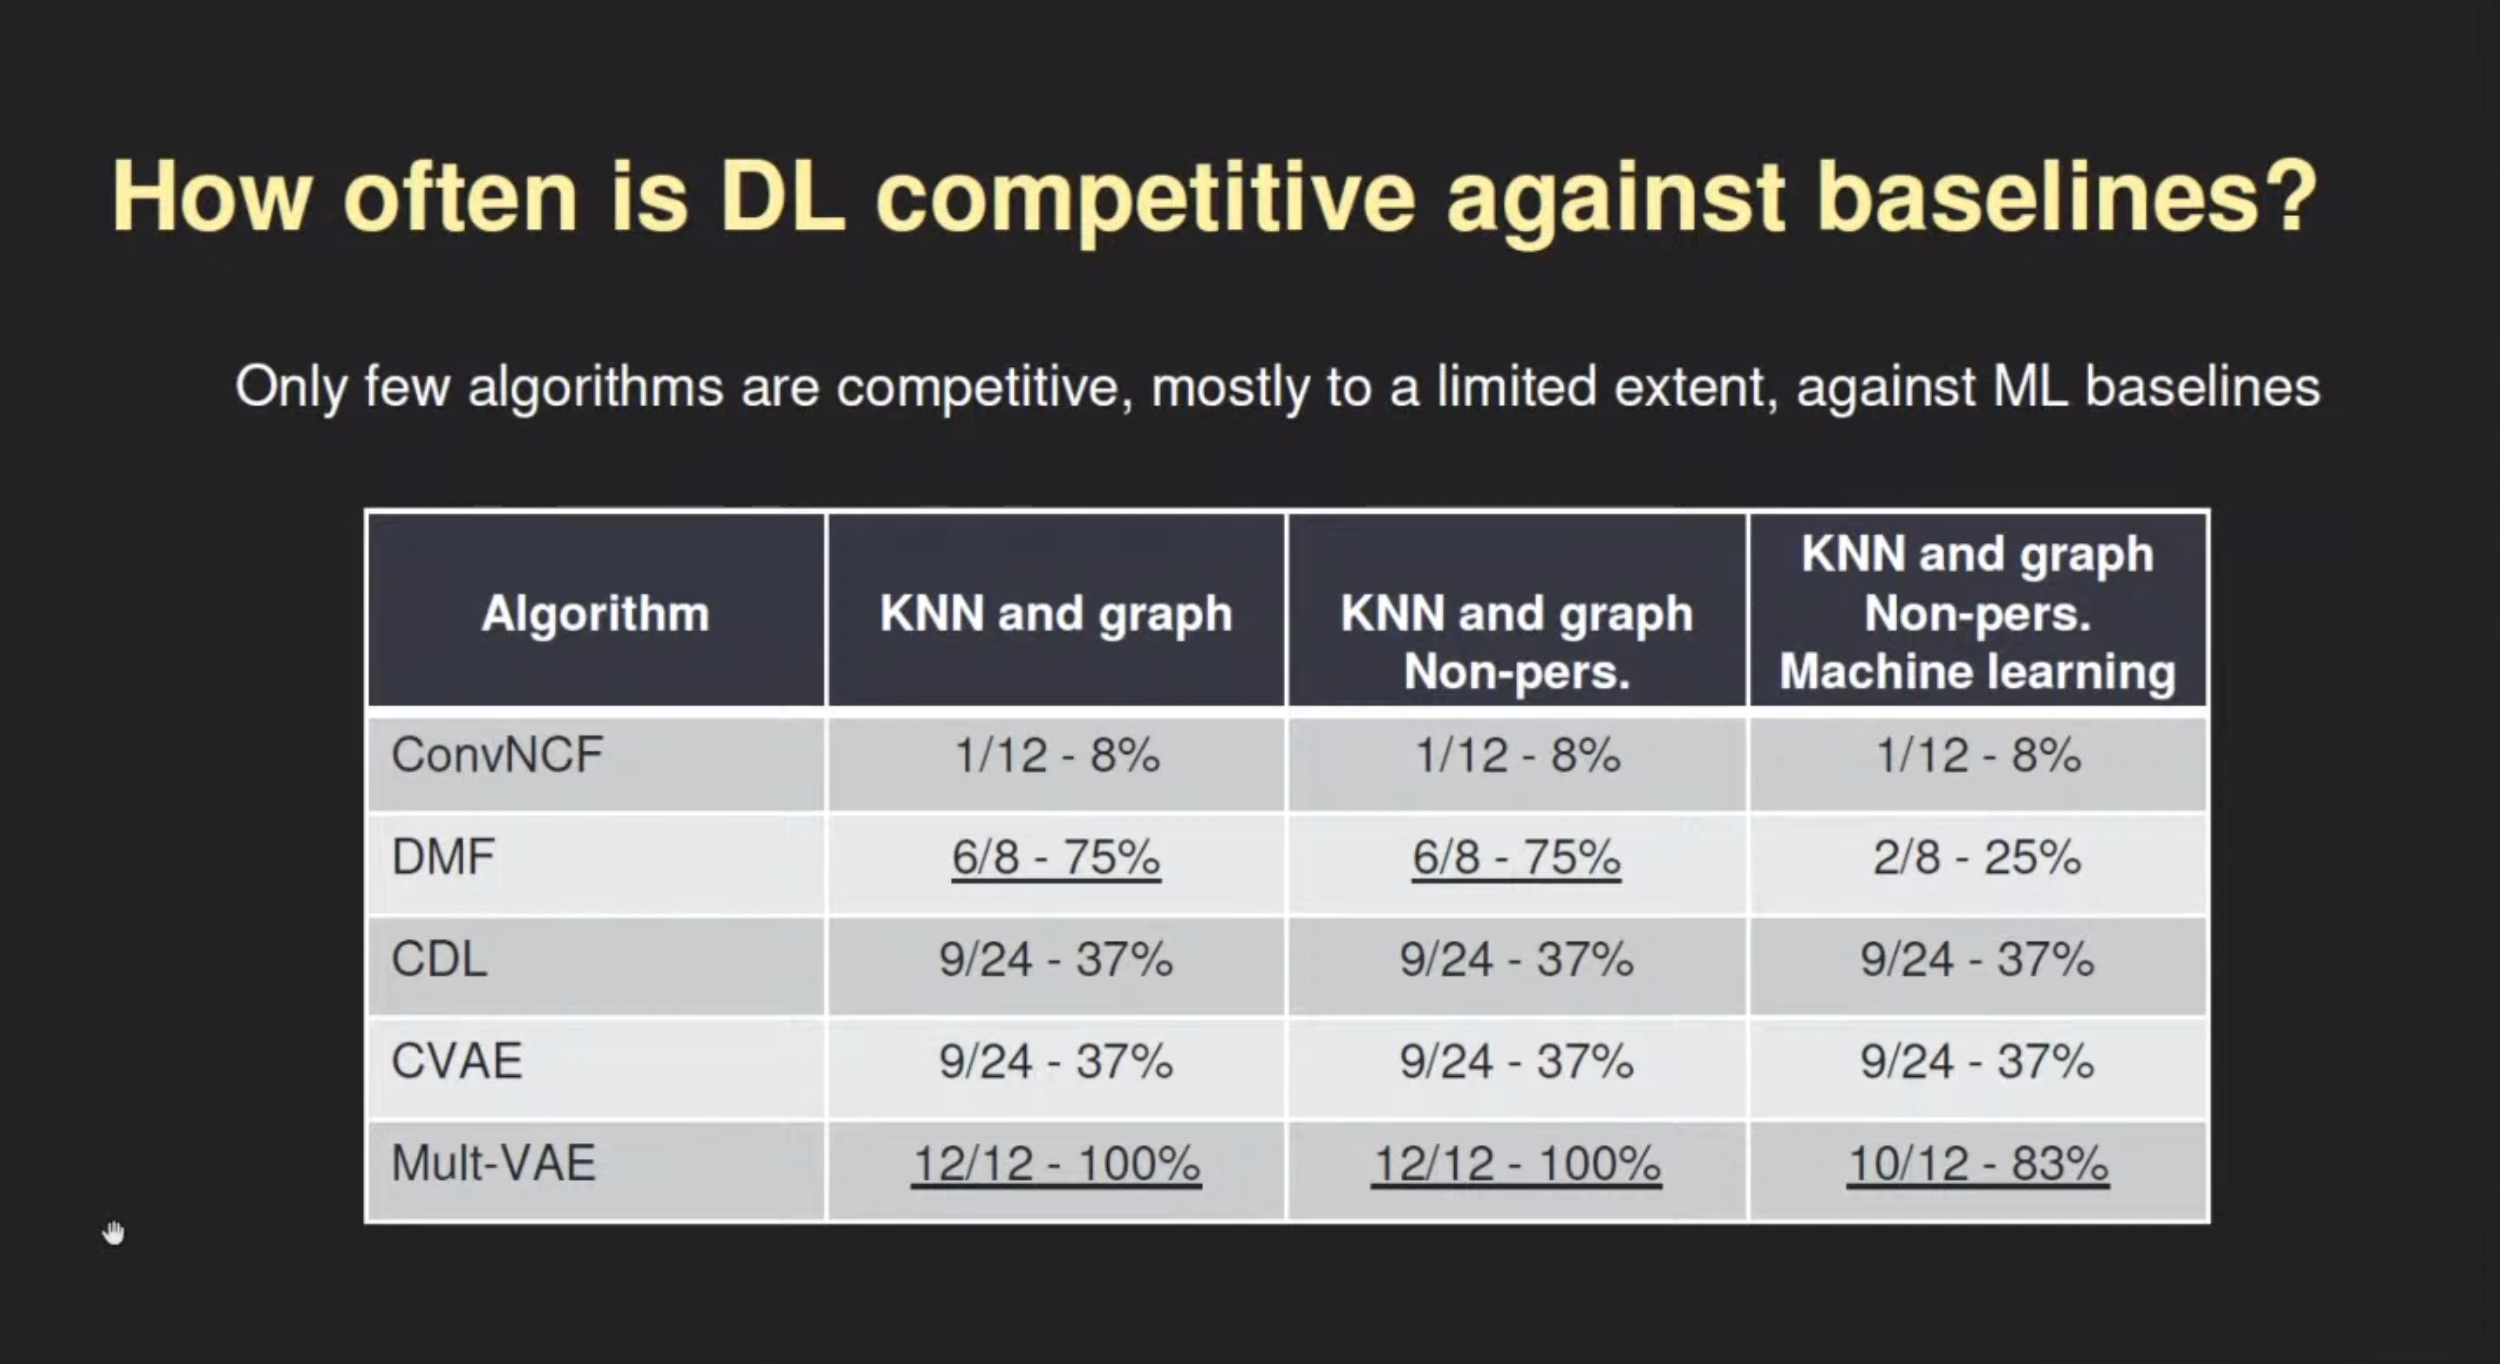 How often is DL competitive against baselines?
Only few algorithms are competitive, mostly to a limited extent, against ML baselines
Algorithm
KNN and graph
KNN and graph
Non-pers.
KNN and graph
Non-pers.
Machine learning
ConvNCF 1/12 - 8% 1/12 - 8% 1/12 - 8%
DMF 6/8 - 75% 6/8 - 75% 2/8 - 25%
CDL 9/24 - 37% 9/24 - 37% 9/24 - 37%
CVAE 9/24 - 37% 9/24 - 37% 9/24 - 37%
Mult-VAE 12/12 - 100% 12/12 - 100% 10/12 - 83%